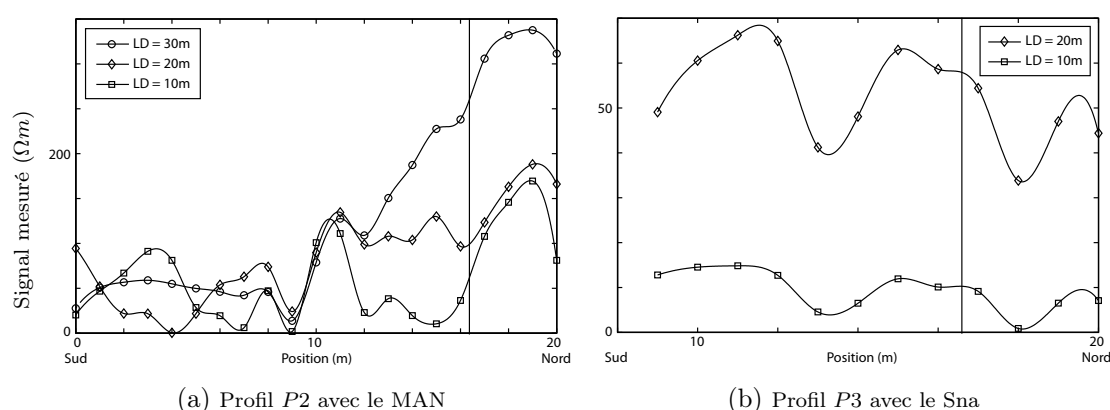 LD = 30m
LD = 20m
LD = 10m
200
0
Signal mesuré (Ωm)
0
10
20
Sud
Position (m)
Nord
(a) Profil P2 avec le MAN
LD = 20m
LD = 10m
50
0
10
20
Sud
Position (m)
Nord
(b) Profil P3 avec le Sna